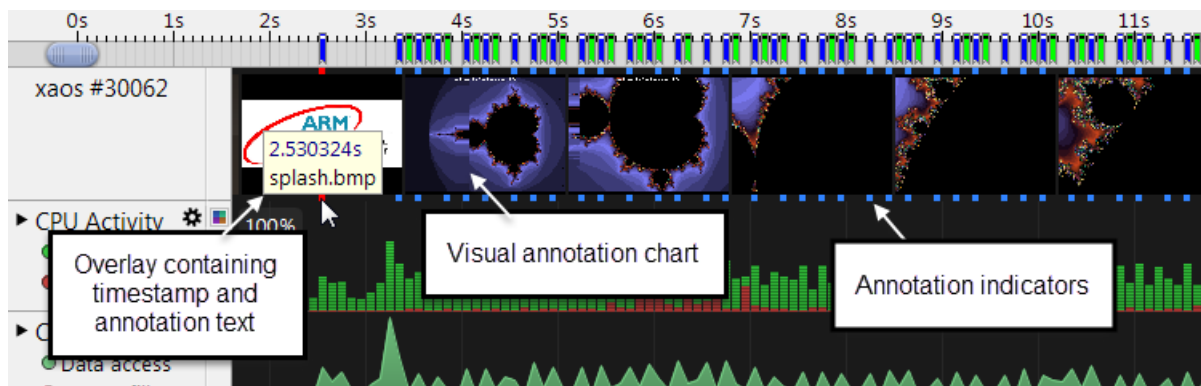 0s 1s 2s 3s 4s 5s 6s 7s 8s 9s 10s 11s
xaos #30062
ARM
2.530324s
splash.bmp
CPU Activity
100%
Overlay containing
timestamp and
annotation text
Visual annotation chart
Annotation indicators
C
Data access